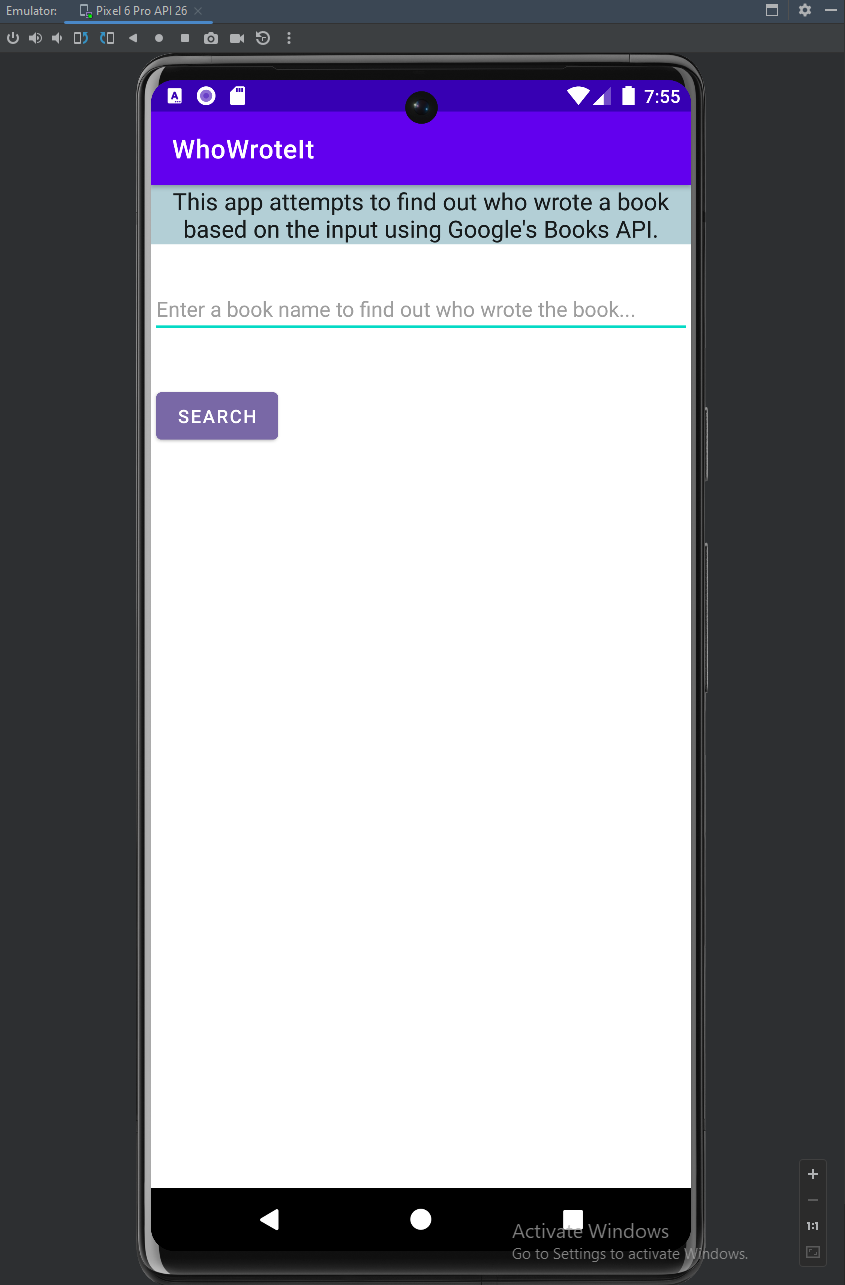 Emulator: Pixel 6 Pro API 26
7:55
WhoWroteIt
This app attempts to find out who wrote a book
based on the input using Google's Books API.
Enter a book name to find out who wrote the book...
SEARCH
1:1
Activate Windows
Go to Settings to activate Windows.